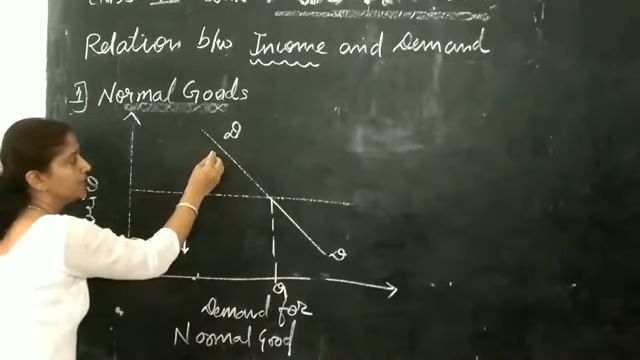 Relation b/w Income and Demand
1] Normal Goods
D
D
Q
Demand for
Normal Good